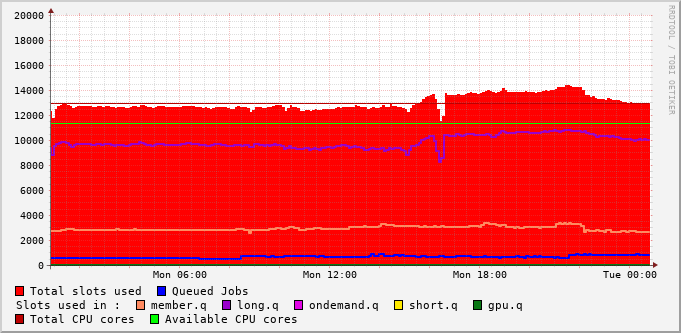 20000
18000
16000
14000
12000
10000
8000
6000
4000
2000
0
Mon 06:00 Mon 12:00 Mon 18:00 Tue 00:00
RRDTOOL / TOBI OETIKER
Total slots used Queued Jobs
Slots used in : member.q long.q ondemand.q short.q gpu.q
Total CPU cores Available CPU cores